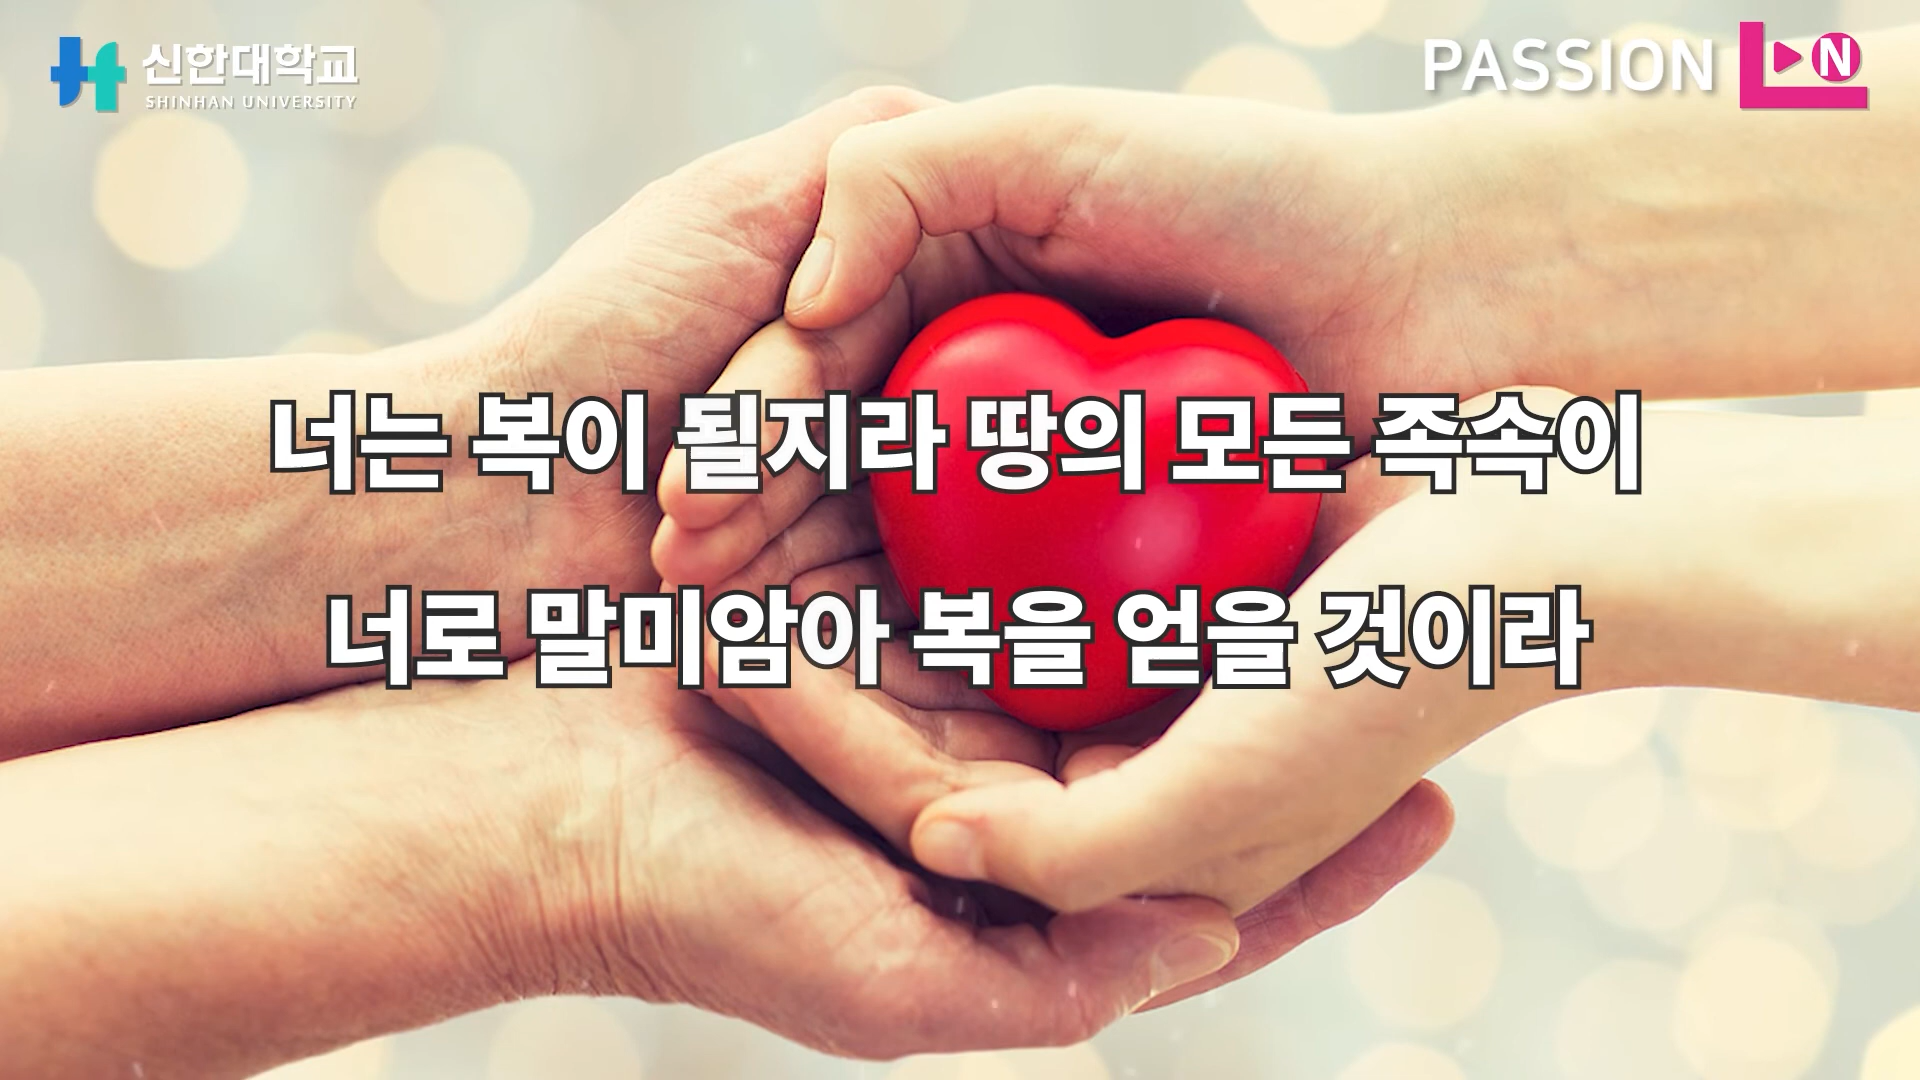 신한대학교
SHINHAN UNIVERSITY
PASSION
N
너는 복이 될지라 땅의 모든 족속이
너로 말미암아 복을 얻을 것이라